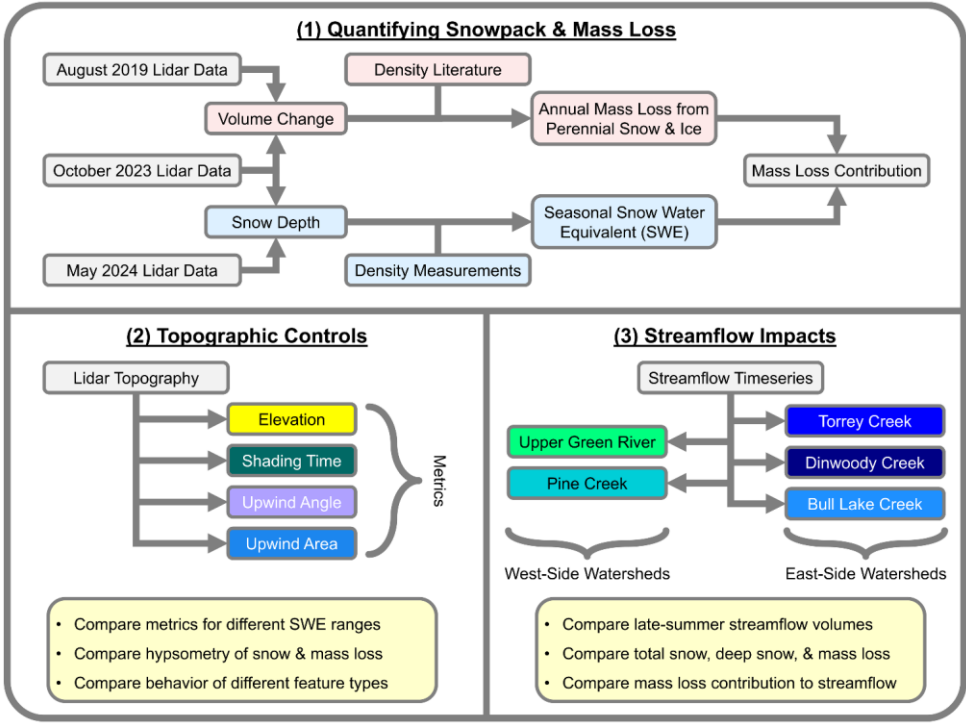 (1) Quantifying Snowpack & Mass Loss
August 2019 Lidar Data
Density Literature
Volume Change
Annual Mass Loss from
Perennial Snow & Ice
October 2023 Lidar Data
Mass Loss Contribution
Snow Depth
Seasonal Snow Water
Equivalent (SWE)
May 2024 Lidar Data
Density Measurements
(2) Topographic Controls
Lidar Topography
Elevation
Shading Time
Upwind Angle
Upwind Area
Metrics
• Compare metrics for different SWE ranges
• Compare hypsometry of snow & mass loss
• Compare behavior of different feature types
(3) Streamflow Impacts
Streamflow Timeseries
Upper Green River
Pine Creek
Torrey Creek
Dinwoody Creek
Bull Lake Creek
West-Side Watersheds
East-Side Watersheds
• Compare late-summer streamflow volumes
• Compare total snow, deep snow, & mass loss
• Compare mass loss contribution to streamflow